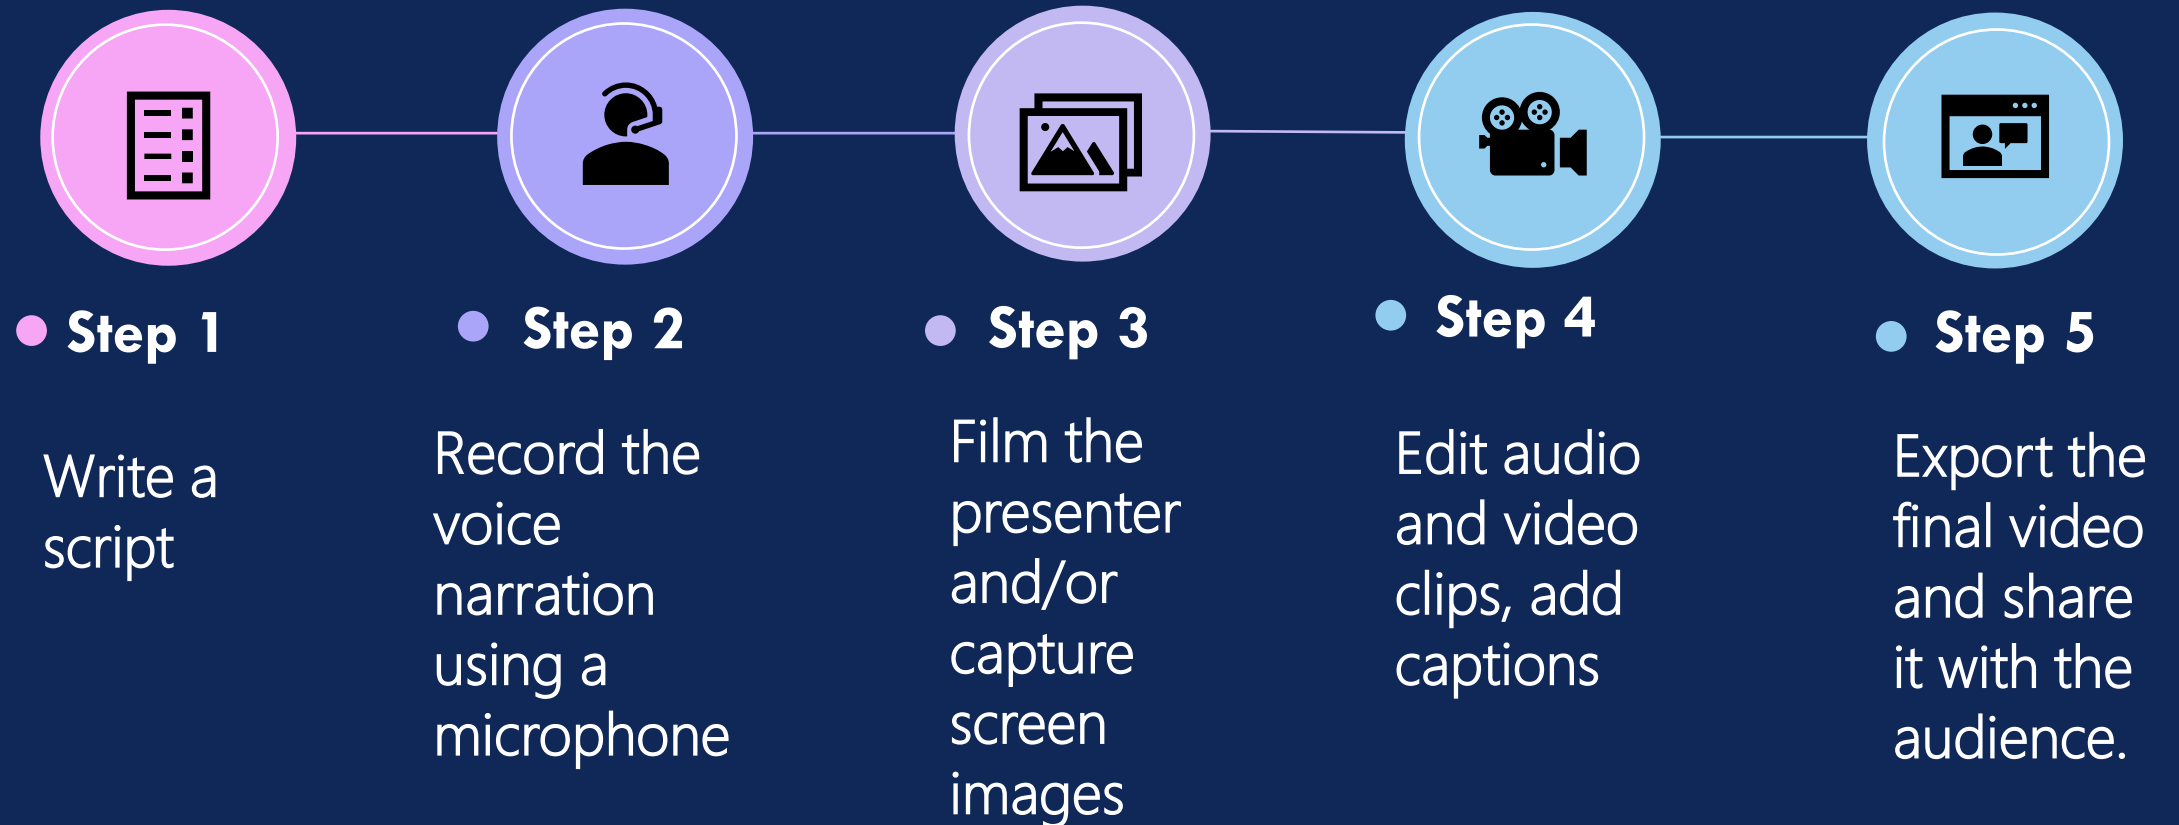 Step 1
Write a
script
Step 2
Record the
voice
narration
using a
microphone
Step 3
Film the
presenter
and/or
capture
screen
images
Step 4
Edit audio
and video
clips, add
captions
Step 5
Export the
final video
and share
it with the
audience.